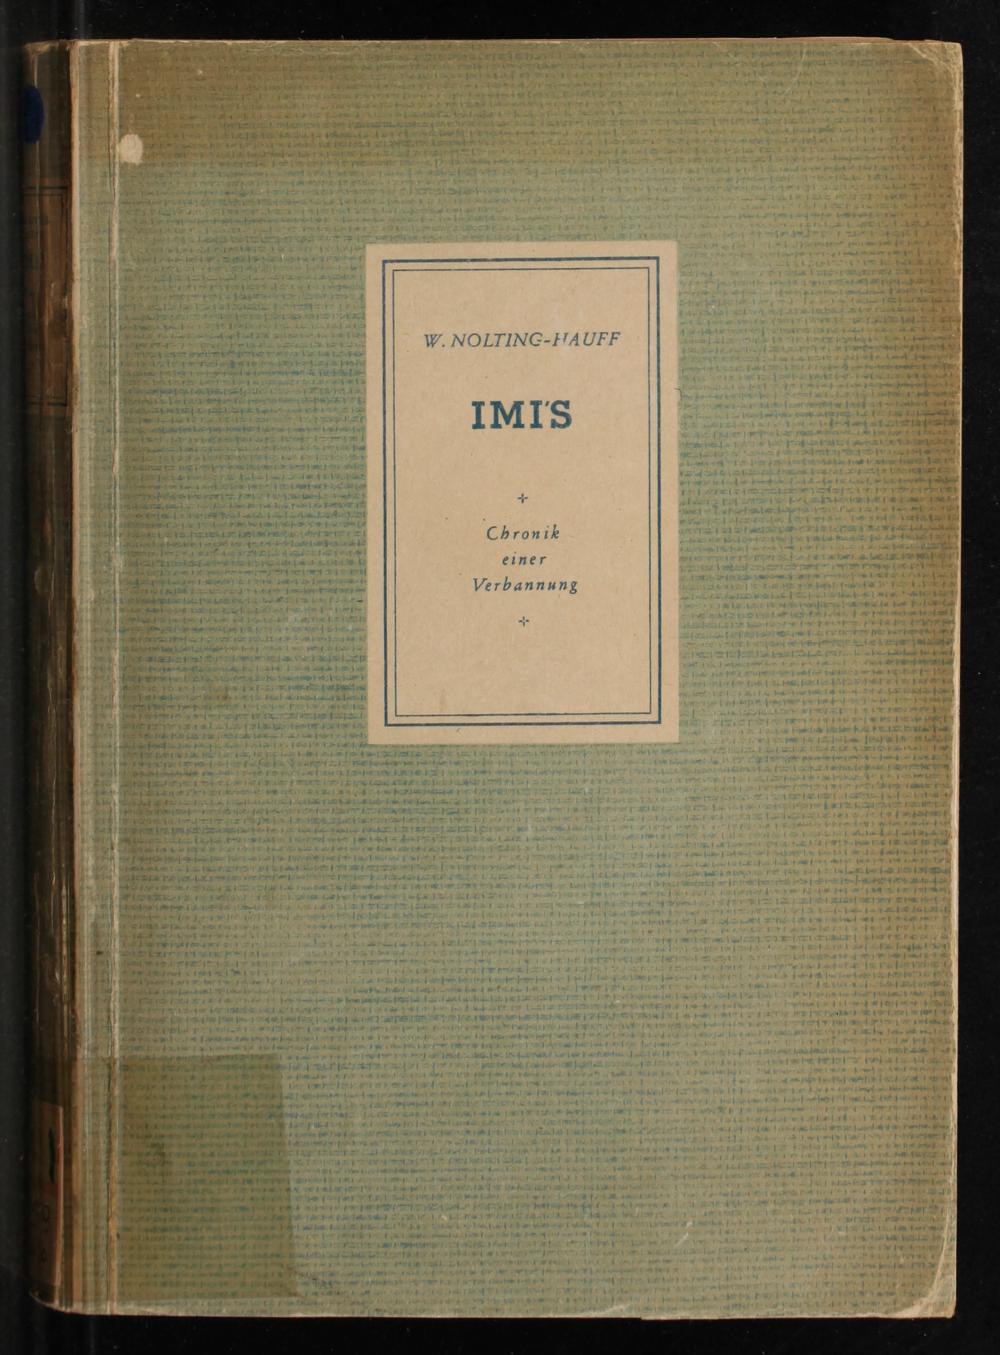 W. NOLTING-HAUFF
IMI'S
Chronik
einer
Verbannung